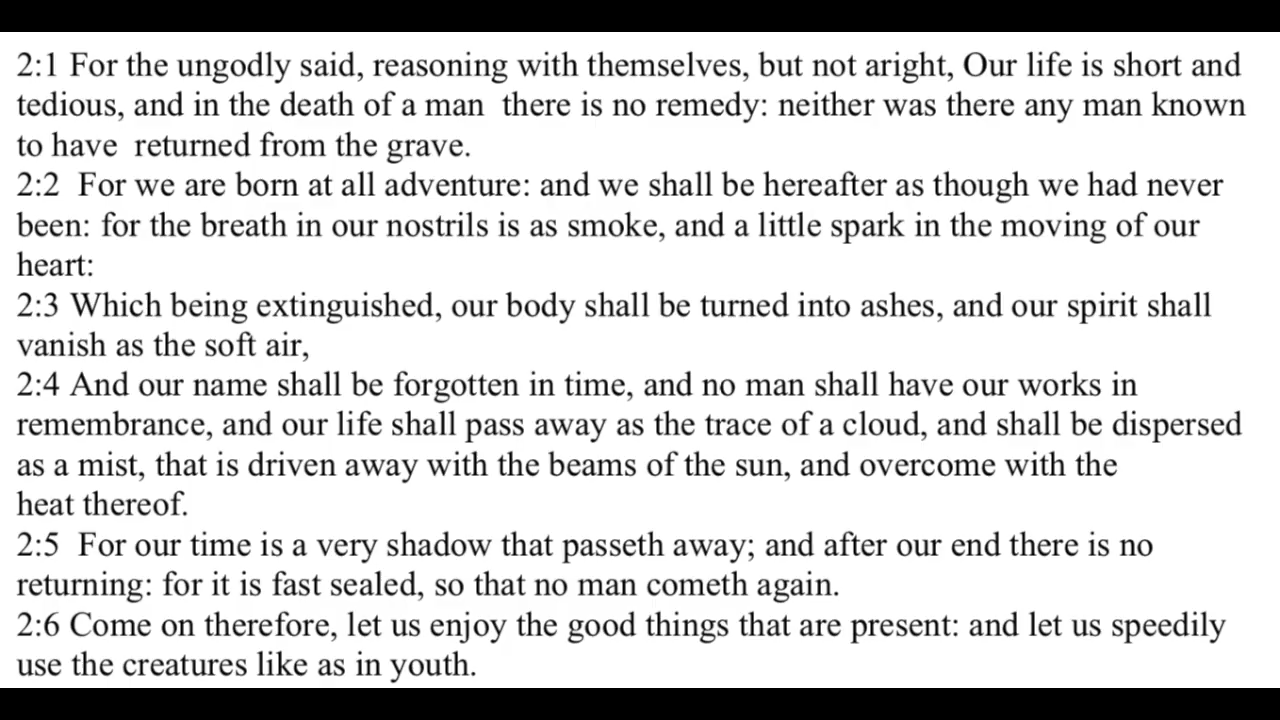 2:1 For the ungodly said, reasoning with themselves, but not aright, Our life is short and
tedious, and in the death of a man  there is no remedy: neither was there any man known
to have  returned from the grave.
2:2  For we are born at all adventure: and we shall be hereafter as though we had never
been: for the breath in our nostrils is as smoke, and a little spark in the moving of our
heart:
2:3 Which being extinguished, our body shall be turned into ashes, and our spirit shall
vanish as the soft air,
2:4 And our name shall be forgotten in time, and no man shall have our works in
remembrance, and our life shall pass away as the trace of a cloud, and shall be dispersed
as a mist, that is driven away with the beams of the sun, and overcome with the
heat thereof.
2:5  For our time is a very shadow that passeth away; and after our end there is no
returning: for it is fast sealed, so that no man cometh again.
2:6 Come on therefore, let us enjoy the good things that are present: and let us speedily
use the creatures like as in youth.